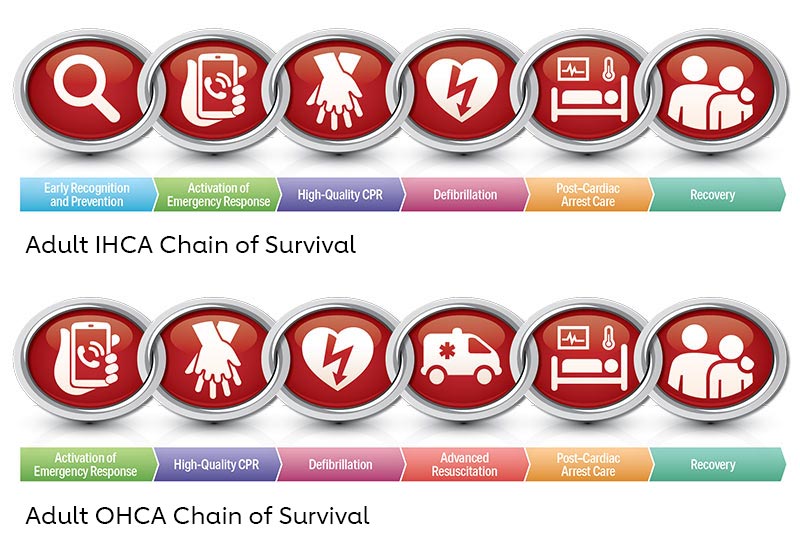 Early Recognition
and Prevention
Activation of
Emergency Response
High-Quality CPR
Defibrillation
Post–Cardiac
Arrest Care
Recovery
Adult IHCA Chain of Survival
Activation of
Emergency Response
High-Quality CPR
Defibrillation
Advanced
Resuscitation
Post–Cardiac
Arrest Care
Recovery
Adult OHCA Chain of Survival